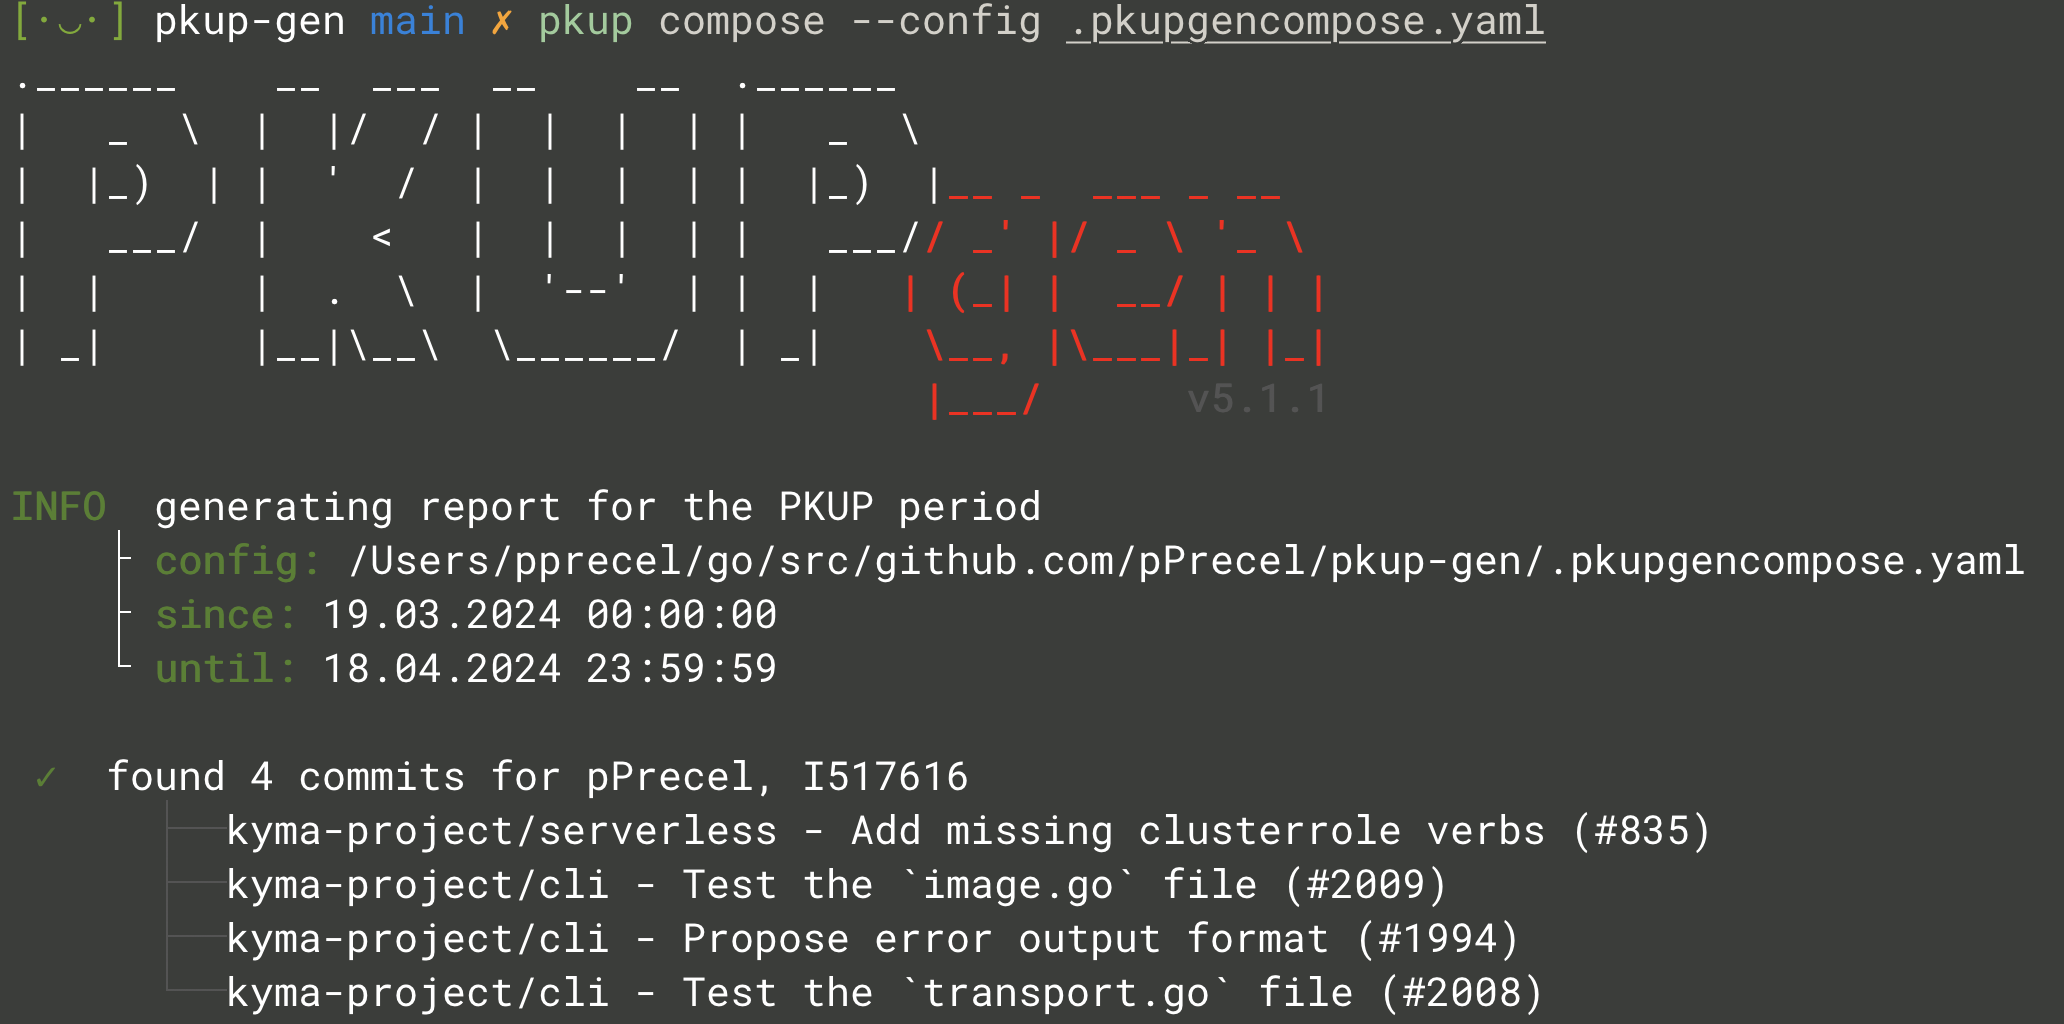 [·◡·] pkup-gen main ✗ pkup compose --config .pkupgencompose.yaml
PKUP gen
v5.1.1
INFO generating report for the PKUP period
config: /Users/pprecel/go/src/github.com/pPrecel/pkup-gen/.pkupgencompose.yaml
since: 19.03.2024 00:00:00
until: 18.04.2024 23:59:59
✓ found 4 commits for pPrecel, I517616
kyma-project/serverless - Add missing clusterrole verbs (#835)
kyma-project/cli - Test the `image.go` file (#2009)
kyma-project/cli - Propose error output format (#1994)
kyma-project/cli - Test the `transport.go` file (#2008)